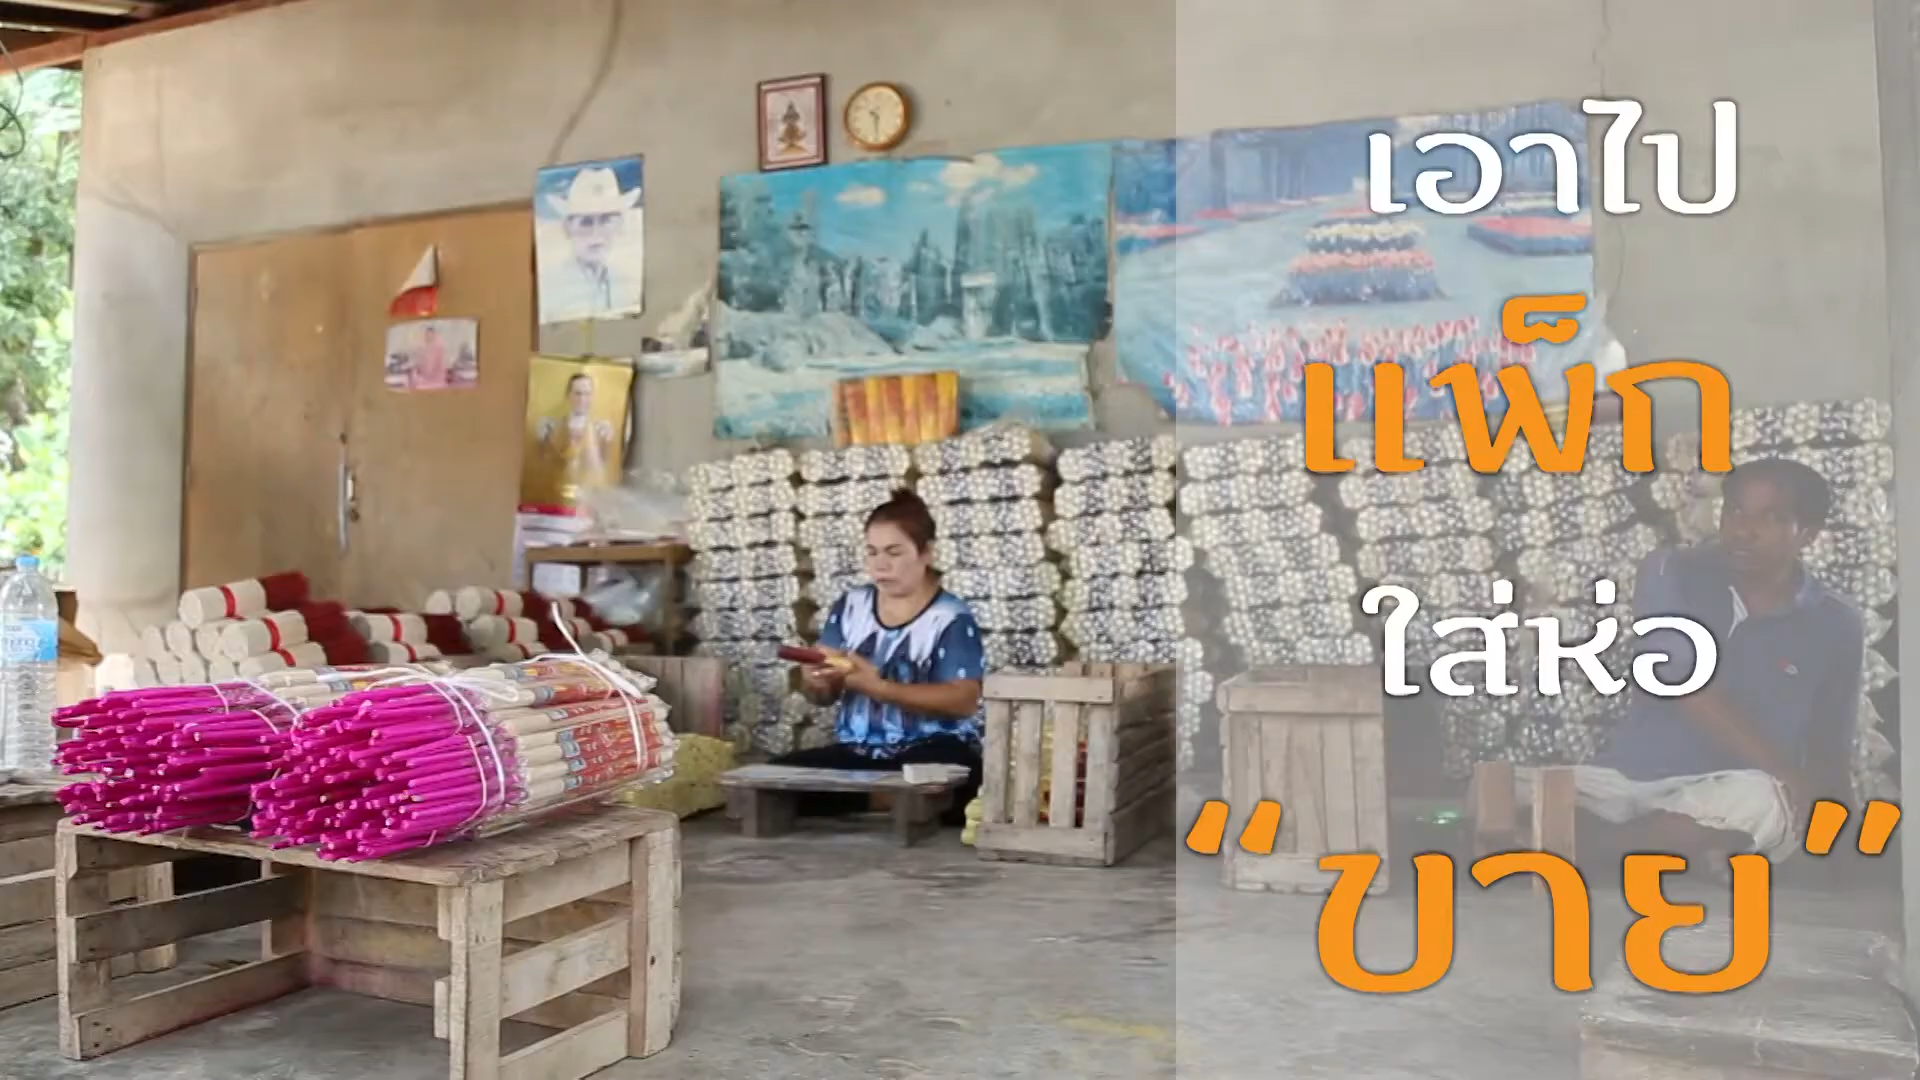 เอาไป
แพ็ก
ใส่ห่อ
“ขาย”